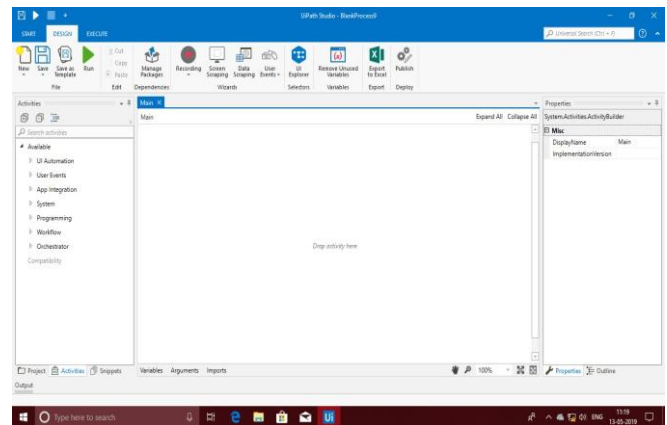 UiPath Studio - BlankProcess9
START DESIGN EXECUTE
Universal Search (Ctrl + F)
New Save Save as Template Run
Cut
Copy
Paste
Manage Packages Recording Screen Scraping Data Scraping User Events UI Explorer Remove Unused Variables Export to Excel Publish
File Edit Dependencies Wizards Selectors Variables Export Deploy
Activities
Main
Properties
Main Expand All Collapse All
System.Activities.ActivityBuilder
Search activities
Misc
Available
DisplayName Main
UI Automation
ImplementationVersion
User Events
App Integration
System
Programming
Workflow
Orchestrator
Drop activity here
Compatibility
Project Activities Snippets
Variables Arguments Imports
100%
Properties Outline
Output
Type here to search
Ui
ENG
11:19
13-05-2019